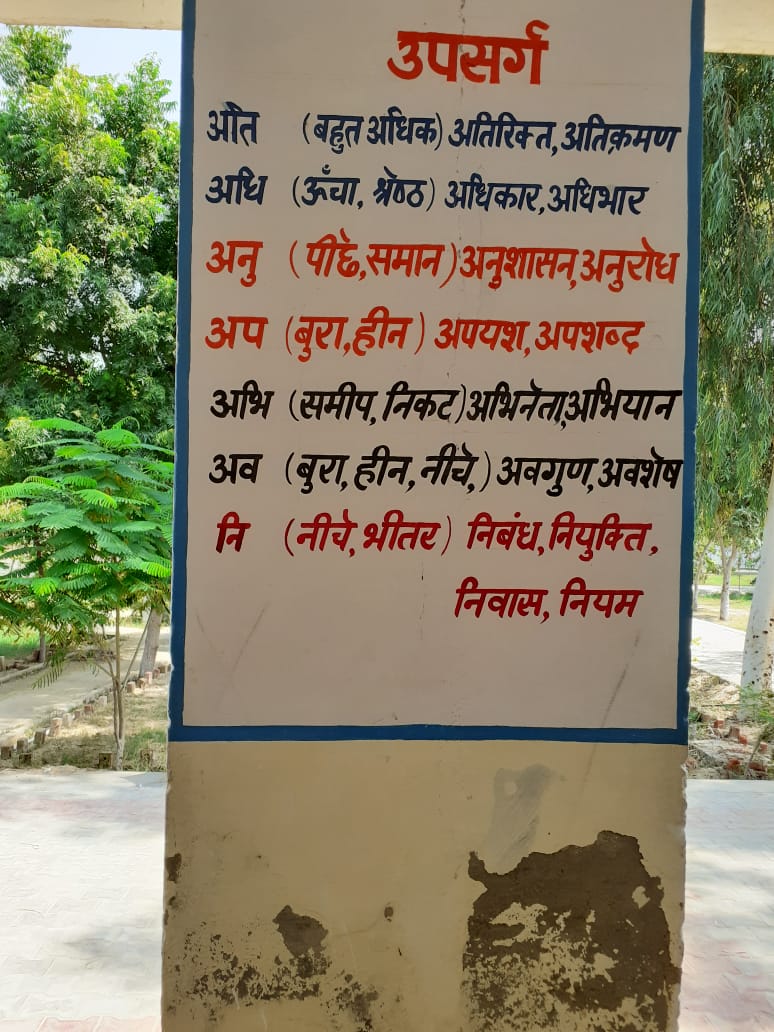 उपसर्ग
अति (बहुत अधिक) अतिरिक्त, अतिक्रमण
अधि (ऊँचा, श्रेष्ठ) अधिकार, अधिभार
अनु (पीछे, समान) अनुशासन, अनुरोध
अप (बुरा, हीन) अपयश, अपशब्द
अभि (समीप, निकट) अभिनेता, अभियान
अव (बुरा, हीन, नीचे,) अवगुण, अवशेष
नि (नीचे, भीतर) निबंध, नियुक्ति,
निवास, नियम